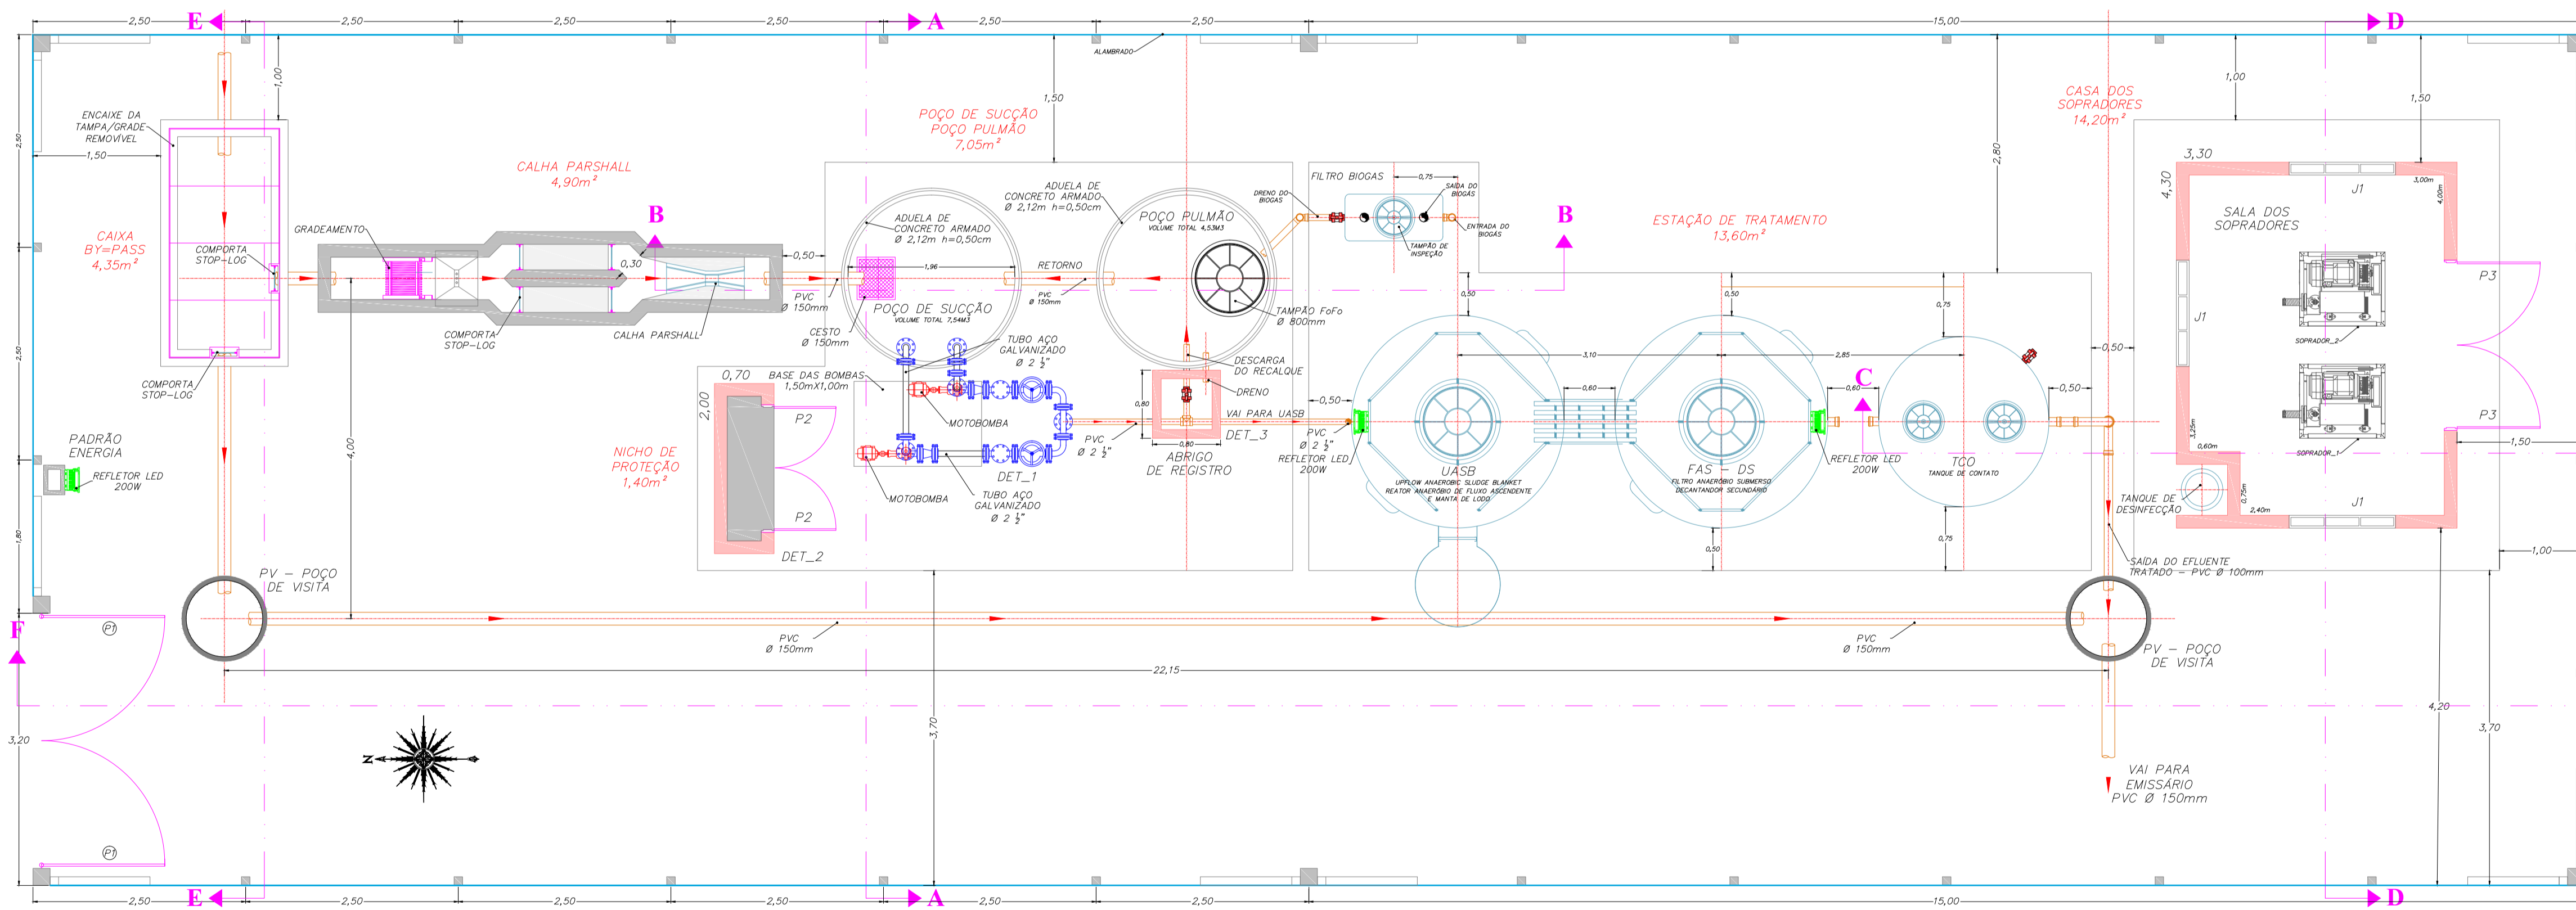 2,50
E
2,50
2,50
2,50
A
2,50
2,50
15,00
D
ALAMBRADO
1,00
ENCAIXE DA
TAMPA/GRADE
REMOVÍVEL
1,50
2,50
CAIXA
BY=PASS
4,35m²
COMPORTA
STOP-LOG
COMPORTA
STOP-LOG
CALHA PARSHALL
4,90m²
GRADEAMENTO
B
0,30
COMPORTA
STOP-LOG
CALHA PARSHALL
0,50
PVC
Ø 150mm
POÇO DE SUCÇÃO
POÇO PULMÃO
7,05m²
1,50
ADUELA DE
CONCRETO ARMADO
Ø 2,12m h=0,50cm
1,96
POÇO DE SUCÇÃO
VOLUME TOTAL 7,54M3
CESTO
Ø 150mm
RETORNO
PVC
Ø 150mm
ADUELA DE
CONCRETO ARMADO
Ø 2,12m h=0,50cm
POÇO PULMÃO
VOLUME TOTAL 4,53M3
TAMPÃO FoFo
Ø 800mm
DESCARGA
DO RECALQUE
DRENO
FILTRO BIOGAS
0,75
DRENO DO
BIOGÁS
SAÍDA DO
BIOGÁS
ENTRADA DO
BIOGÁS
TAMPÃO DE
INSPEÇÃO
B
ESTAÇÃO DE TRATAMENTO
13,60m²
2,80
CASA DOS
SOPRADORES
14,20m²
1,00
1,50
3,30
4,30
J1
3,00m
4,00m
SALA DOS
SOPRADORES
J1
P3
SOPRADOR_2
P3
SOPRADOR_1
3,25m
0,60m
0,75m
2,40m
J1
1,50
TANQUE DE
DESINFECÇÃO
1,00
2,50
4,00
PADRÃO
ENERGIA
REFLETOR LED
200W
1,80
NICHO DE
PROTEÇÃO
1,40m²
0,70
2,00
P2
P2
DET_2
BASE DAS BOMBAS
1,50mX1,00m
TUBO AÇO
GALVANIZADO
Ø 2 ½"
MOTOBOMBA
MOTOBOMBA
DET_1
TUBO AÇO
GALVANIZADO
Ø 2 ½"
PVC
Ø 2 ½"
0,80
0,80
DET_3
ABRIGO
DE REGISTRO
VAI PARA UASB
0,50
PVC
Ø 2 ½"
REFLETOR LED
200W
0,50
3,10
0,60
UASB
UPFLOW ANAEROBIC SLUDGE BLANKET
REATOR ANAERÓBIO DE FLUXO ASCENDENTE
E MANTA DE LODO
0,50
2,85
FAS - DS
FILTRO ANAERÓBIO SUBMERSO
DECANTANDOR SECUNDÁRIO
0,50
REFLETOR LED
200W
0,60
C
0,75
TCO
TANQUE DE CONTATO
0,75
0,50
0,50
SAÍDA DO EFLUENTE
TRATADO - PVC Ø 100mm
PV - POÇO
DE VISITA
PVC
Ø 150mm
PVC
Ø 150mm
PV - POÇO
DE VISITA
22,15
F
P1
P1
3,20
N
3,70
4,20
3,70
VAI PARA
EMISSÁRIO
PVC Ø 150mm
2,50
E
2,50
2,50
2,50
A
2,50
2,50
15,00
D